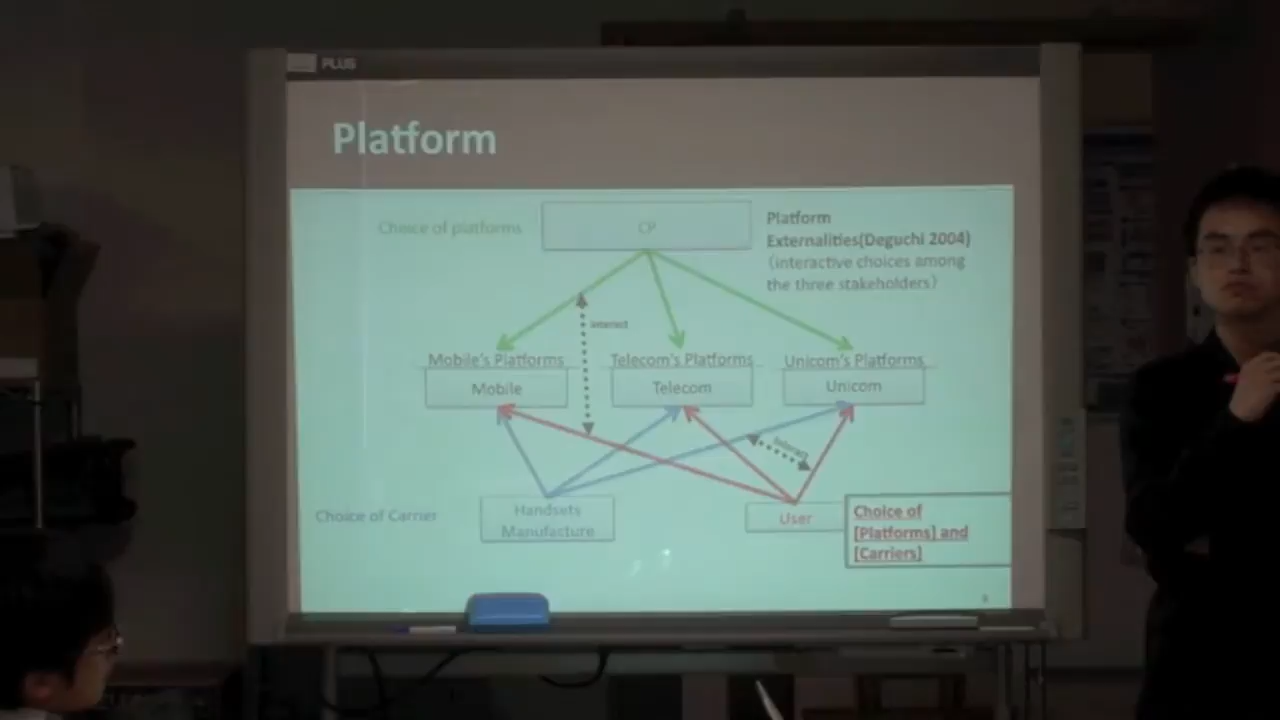 PLUS
Platform
Choice of platforms
CP
Platform
Externalities(Deguchi 2004)
(interactive choices among
the three stakeholders)
Interact
Mobile's Platforms
Telecom's Platforms
Unicom's Platforms
Mobile
Telecom
Unicom
Interact
Choice of Carrier
Handsets
Manufacture
User
Choice of
[Platforms] and
[Carriers]